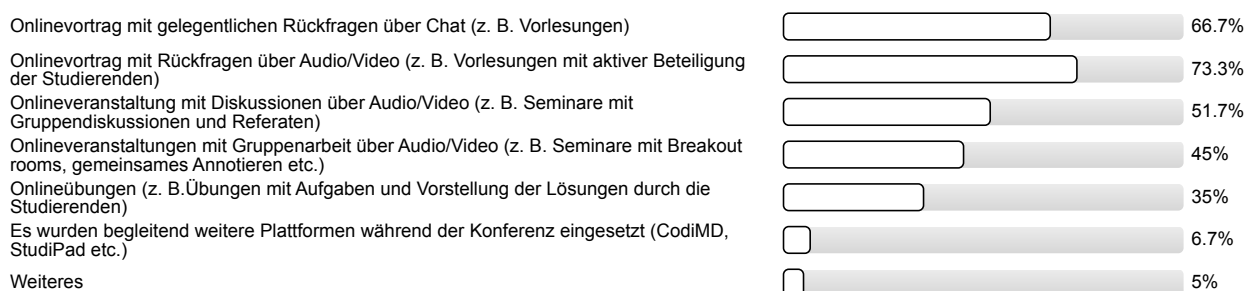 Onlinevortrag mit gelegentlichen Rückfragen über Chat (z. B. Vorlesungen) 66.7%
Onlinevortrag mit Rückfragen über Audio/Video (z. B. Vorlesungen mit aktiver Beteiligung
der Studierenden) 73.3%
Onlineveranstaltung mit Diskussionen über Audio/Video (z. B. Seminare mit
Gruppendiskussionen und Referaten) 51.7%
Onlineveranstaltungen mit Gruppenarbeit über Audio/Video (z. B. Seminare mit Breakout
rooms, gemeinsames Annotieren etc.) 45%
Onlineübungen (z. B.Übungen mit Aufgaben und Vorstellung der Lösungen durch die
Studierenden) 35%
Es wurden begleitend weitere Plattformen während der Konferenz eingesetzt (CodiMD,
StudiPad etc.) 6.7%
Weiteres 5%